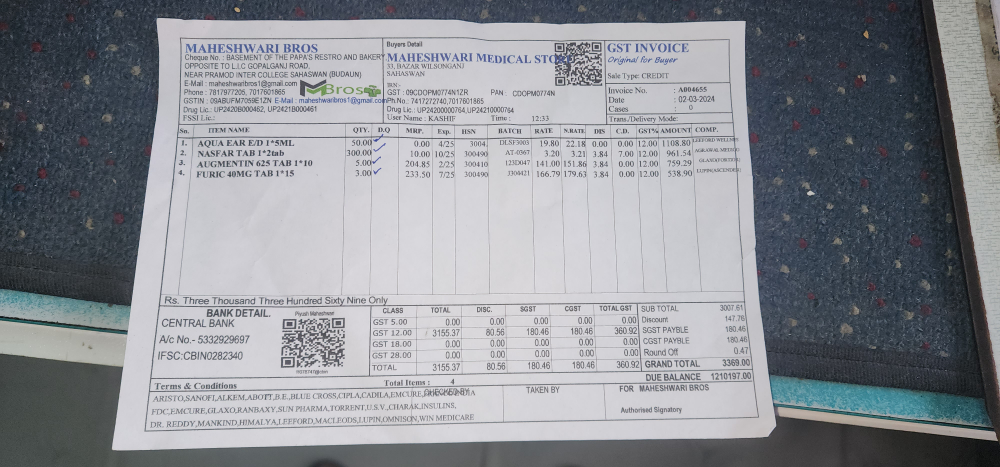 MAHESHWARI BROS
Cheque No. : BASEMENT OF THE PAPA'S RESTRO AND BAKERY
OPPOSITE TO L.I.C GOPALGANJ ROAD,
NEAR PRAMOD INTER COLLEGE SAHASWAN (BUDAUN)
E-Mail : maheshwaribros1@gmail.com
Phone : 7817977205, 7017601865
GSTIN : 09ABUFM7059E1ZN E-Mail : maheshwaribros1@gmail.com
Drug Lic.: UP2420B000462, UP2421B000461
FSSI Lic.:
MBros
Buyers Detail
MAHESHWARI MEDICAL STORE
33, BAZAR WILSONGANJ
SAHASWAN
GST : 09CDOPM0774N1ZR PAN : CDOPM0774N
Ph.No : 7417272740,7017601865
Drug Lic.: UP24200000764,UP24210000764
User Name : KASHIF Time : 12:33
GST INVOICE
Original for Buyer
Sale Type: CREDIT
Invoice No. : A004655
Date : 02-03-2024
Cases : 0
Trans./Delivery Mode:
Sn. ITEM NAME QTY. D.Q MRP. Exp. HSN BATCH RATE N.RATE DIS C.D. GST% AMOUNT COMP.
1. AQUA EAR E/D 1*5ML 50.00 0.00 4/25 3004. DLSF3003 19.80 22.18 0.00 0.00 12.00 1108.80 LEEFORD
2. NASFAR TAB 1*2tab 300.00 10.00 10/25 300490 AT-0367 3.20 3.21 3.84 7.00 12.00 961.54 AGRAWAL MEDICO
3. AUGMENTIN 625 TAB 1*10 5.00 204.85 2/25 300410 123D047 141.00 151.86 3.84 0.00 12.00 759.29
4. FURIC 40MG TAB 1*15 3.00 233.50 7/25 300490 J304421 166.79 179.63 3.84 0.00 12.00 538.90 LUPIN(ASCENDER)
Rs. Three Thousand Three Hundred Sixty Nine Only
BANK DETAIL.
CENTRAL BANK
A/c No.- 5332929697
IFSC:CBIN0282340
Piyush Maheshwar
CLASS TOTAL DISC. SGST CGST TOTAL GST
GST 5.00 0.00 0.00 0.00 0.00 0.00
GST 12.00 3155.37 80.56 180.46 180.46 360.92
GST 18.00 0.00 0.00 0.00 0.00 0.00
GST 28.00 0.00 0.00 0.00 0.00 0.00
TOTAL 3155.37 80.56 180.46 180.46 360.92
SUB TOTAL 3007.61
Discount 147.76
SGST PAYBLE 180.46
CGST PAYBLE 180.46
Round Off 0.47
GRAND TOTAL 3369.00
DUE BALANCE 1210197.00
Terms & Conditions
Total Items : 4
CHECKED BY
TAKEN BY
FOR MAHESHWARI BROS
ARISTO,SANOFI,ALKEM,ABOTT,B.E,BLUE CROSS,CIPLA,CADILA,EMCURE,
FDC,EMCURE,GLAXO,RANBAXY,SUN PHARMA,TORRENT,U.S.V.,CHARAK,INSULINS,
DR. REDDY,MANKIND,HIMALYA,LEEFORD,MACLEODS,LUPIN,OMNISON,WIN MEDICARE
Authorised Signatory